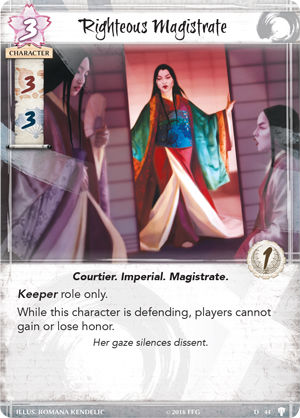 3
Righteous Magistrate
CHARACTER
3
3
1
Courtier. Imperial. Magistrate.
Keeper role only.
While this character is defending, players cannot
gain or lose honor.
Her gaze silences dissent.
ILLUS. ROMANA KENDELIC
© 2018 FFG
D 44